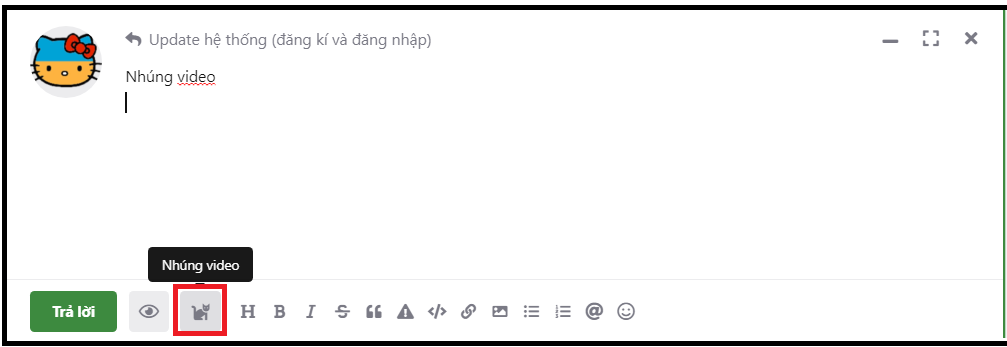 Update hệ thống (đăng kí và đăng nhập)
Nhúng video
Nhúng video
Trả lời